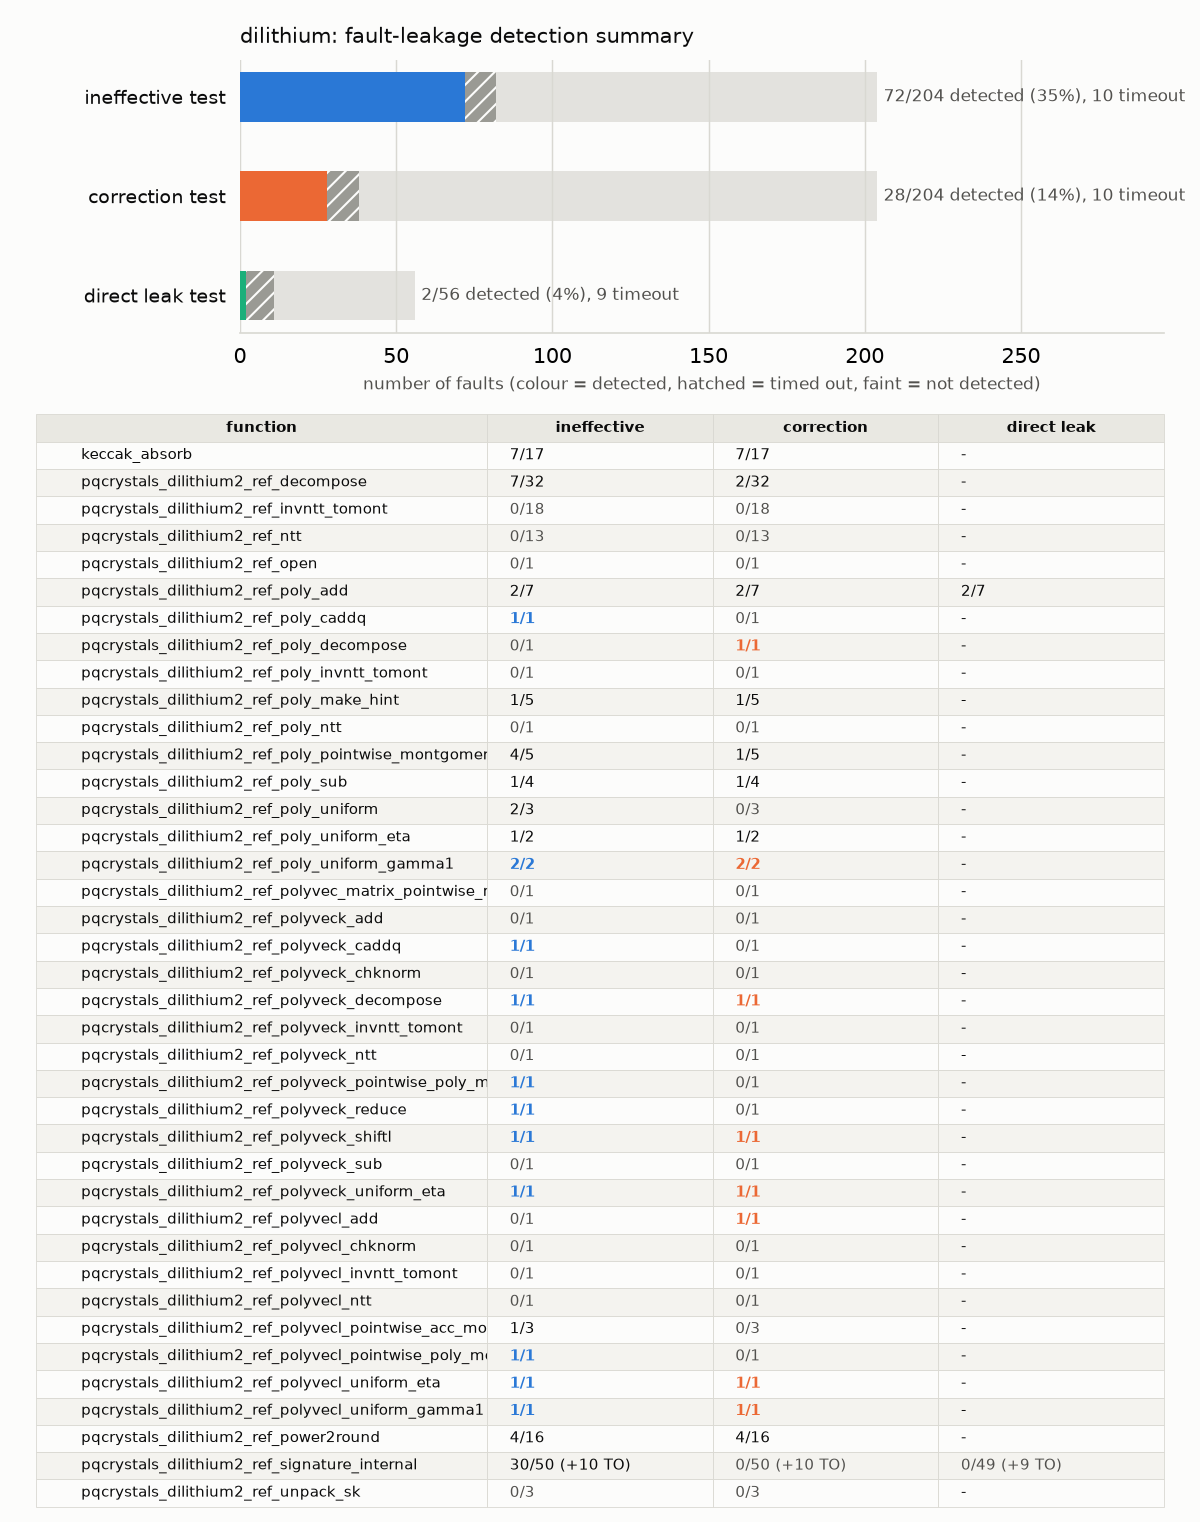 dilithium: fault-leakage detection summary
ineffective test
72/204 detected (35%), 10 timeout
correction test
28/204 detected (14%), 10 timeout
direct leak test
2/56 detected (4%), 9 timeout
0 50 100 150 200 250
number of faults (colour = detected, hatched = timed out, faint = not detected)
function ineffective correction direct leak
keccak_absorb 7/17 7/17 -
pqcrystals_dilithium2_ref_decompose 7/32 2/32 -
pqcrystals_dilithium2_ref_invntt_tomont 0/18 0/18 -
pqcrystals_dilithium2_ref_ntt 0/13 0/13 -
pqcrystals_dilithium2_ref_open 0/1 0/1 -
pqcrystals_dilithium2_ref_poly_add 2/7 2/7 2/7
pqcrystals_dilithium2_ref_poly_caddq 1/1 0/1 -
pqcrystals_dilithium2_ref_poly_decompose 0/1 1/1 -
pqcrystals_dilithium2_ref_poly_invntt_tomont 0/1 0/1 -
pqcrystals_dilithium2_ref_poly_make_hint 1/5 1/5 -
pqcrystals_dilithium2_ref_poly_ntt 0/1 0/1 -
pqcrystals_dilithium2_ref_poly_pointwise_montgomer 4/5 1/5 -
pqcrystals_dilithium2_ref_poly_sub 1/4 1/4 -
pqcrystals_dilithium2_ref_poly_uniform 2/3 0/3 -
pqcrystals_dilithium2_ref_poly_uniform_eta 1/2 1/2 -
pqcrystals_dilithium2_ref_poly_uniform_gamma1 2/2 2/2 -
pqcrystals_dilithium2_ref_polyvec_matrix_pointwise_r 0/1 0/1 -
pqcrystals_dilithium2_ref_polyveck_add 0/1 0/1 -
pqcrystals_dilithium2_ref_polyveck_caddq 1/1 0/1 -
pqcrystals_dilithium2_ref_polyveck_chknorm 0/1 0/1 -
pqcrystals_dilithium2_ref_polyveck_decompose 1/1 1/1 -
pqcrystals_dilithium2_ref_polyveck_invntt_tomont 0/1 0/1 -
pqcrystals_dilithium2_ref_polyveck_ntt 0/1 0/1 -
pqcrystals_dilithium2_ref_polyveck_pointwise_poly_m 1/1 0/1 -
pqcrystals_dilithium2_ref_polyveck_reduce 1/1 0/1 -
pqcrystals_dilithium2_ref_polyveck_shiftl 1/1 1/1 -
pqcrystals_dilithium2_ref_polyveck_sub 0/1 0/1 -
pqcrystals_dilithium2_ref_polyveck_uniform_eta 1/1 1/1 -
pqcrystals_dilithium2_ref_polyvecl_add 0/1 1/1 -
pqcrystals_dilithium2_ref_polyvecl_chknorm 0/1 0/1 -
pqcrystals_dilithium2_ref_polyvecl_invntt_tomont 0/1 0/1 -
pqcrystals_dilithium2_ref_polyvecl_ntt 0/1 0/1 -
pqcrystals_dilithium2_ref_polyvecl_pointwise_acc_mo 1/3 0/3 -
pqcrystals_dilithium2_ref_polyvecl_pointwise_poly_mo 1/1 0/1 -
pqcrystals_dilithium2_ref_polyvecl_uniform_eta 1/1 1/1 -
pqcrystals_dilithium2_ref_polyvecl_uniform_gamma1 1/1 1/1 -
pqcrystals_dilithium2_ref_power2round 4/16 4/16 -
pqcrystals_dilithium2_ref_signature_internal 30/50 (+10 TO) 0/50 (+10 TO) 0/49 (+9 TO)
pqcrystals_dilithium2_ref_unpack_sk 0/3 0/3 -